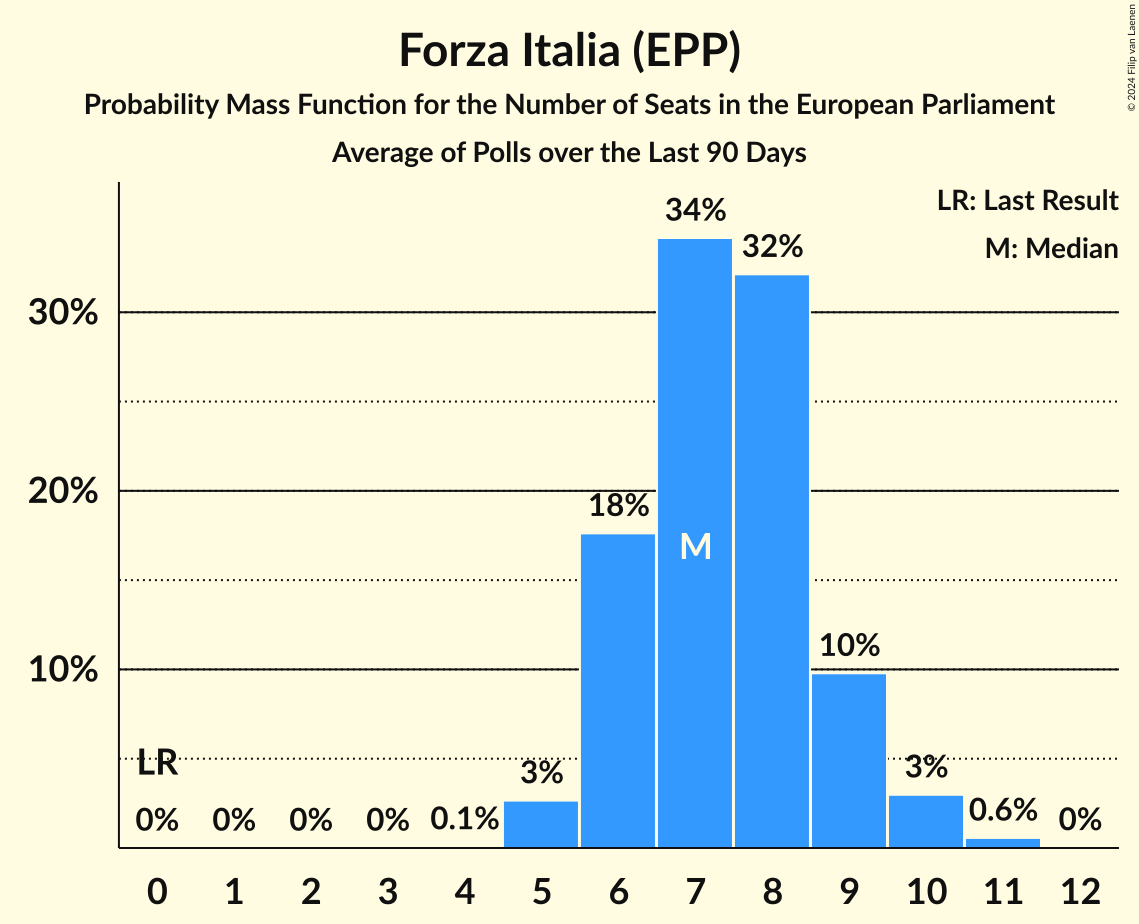 Forza Italia (EPP)
Probability Mass Function for the Number of Seats in the European Parliament
Average of Polls over the Last 90 Days
© 2024 Filip van Laenen
LR: Last Result
M: Median
34%
32%
30%
20%
18%
M
10%
10%
LR
3%
3%
0% 0% 0% 0% 0.1% 0.6% 0%
0 1 2 3 4 5 6 7 8 9 10 11 12